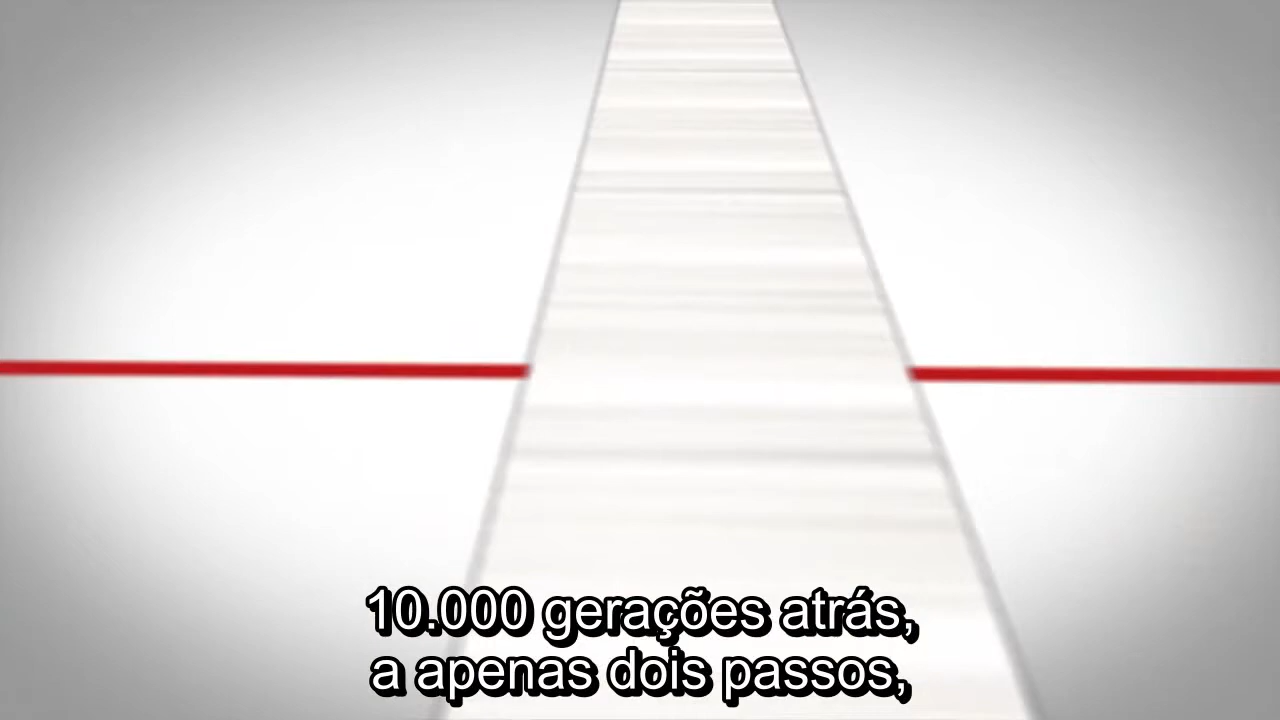 10.000 gerações atrás,
a apenas dois passos,